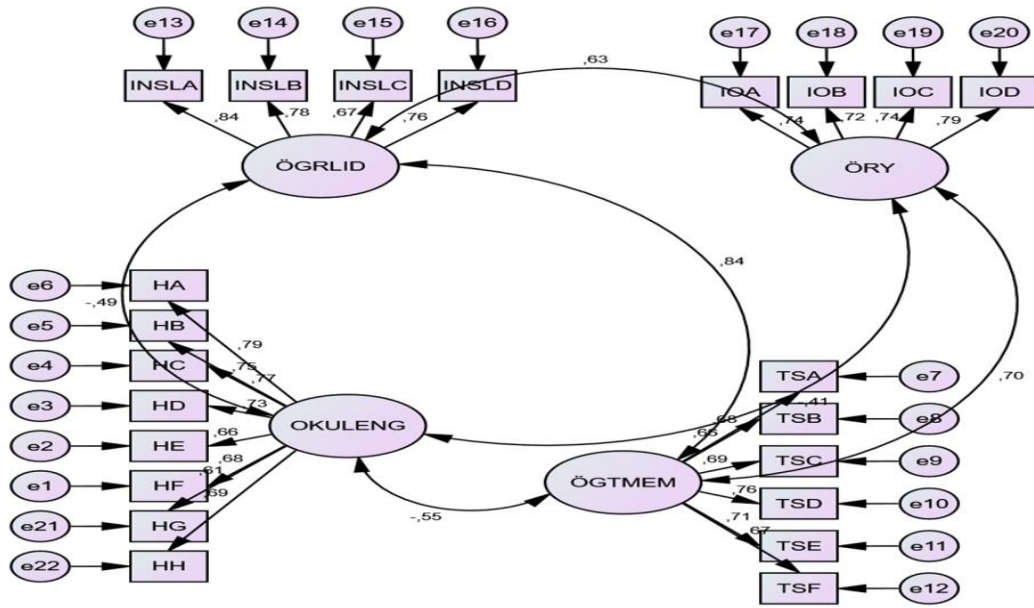 e13 e14 e15 e16 e17 e18 e19 e20
INSLA INSLB INSLC INSLD IOA IOB IOC IOD
,63
,84 ,78 ,67 ,76 ,74 ,72 ,74 ,79
ÖGRLID ÖRY
,84
e6 HA
-,49
e5 HB
,79
e4 HC
,75
,77
e3 HD
,73
e2 HE
,66
e1 HF
,68
,61
e21 HG
,69
e22 HH
OKULENG
-,55
ÖGTMEM
,70
TSA e7
-,41
TSB e8
,66
TSC e9
,69
TSD e10
,76
TSE e11
,71
,67
TSF e12